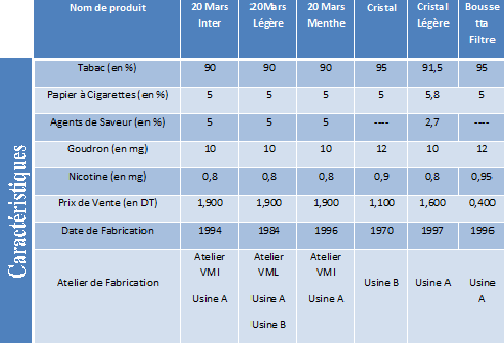 Nom de produit 20 Mars Inter 20 Mars Légère 20 Mars Menthe Cristal Cristal Légère Bousse tta Filtre
Caractéristiques
Tabac (en %) 90 90 90 95 91,5 95
Papier à Cigarettes (en %) 5 5 5 5 5,8 5
Agents de Saveur (en %) 5 5 5 ---- 2,7 ----
Goudron (en mg) 10 10 10 12 10 12
Nicotine (en mg) 0,8 0,8 0,8 0,9 0,8 0,95
Prix de Vente (en DT) 1,900 1,900 1,900 1,100 1,600 0,400
Date de Fabrication 1994 1984 1996 1970 1997 1996
Atelier de Fabrication Atelier VMI Usine A Atelier VML Usine A Usine B Atelier VMI Usine A Usine B Usine A Usine A